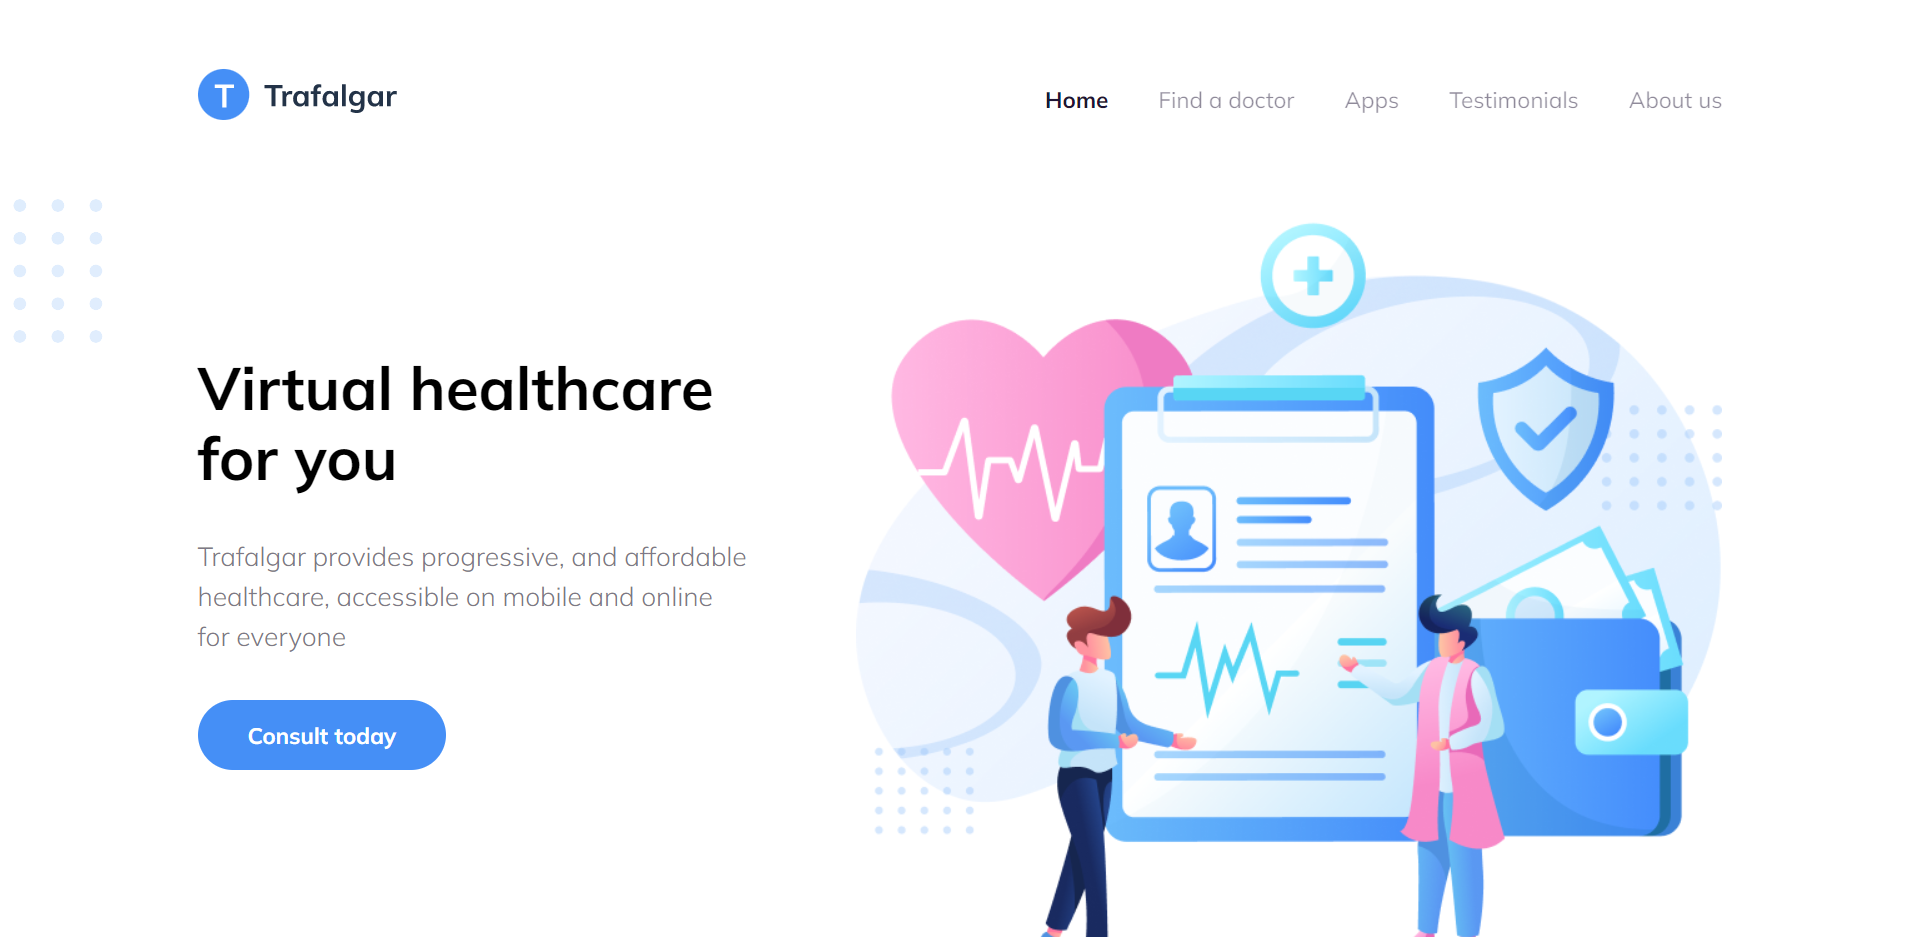 T Trafalgar
Home Find a doctor Apps Testimonials About us
Virtual healthcare
for you
Trafalgar provides progressive, and affordable
healthcare, accessible on mobile and online
for everyone
Consult today